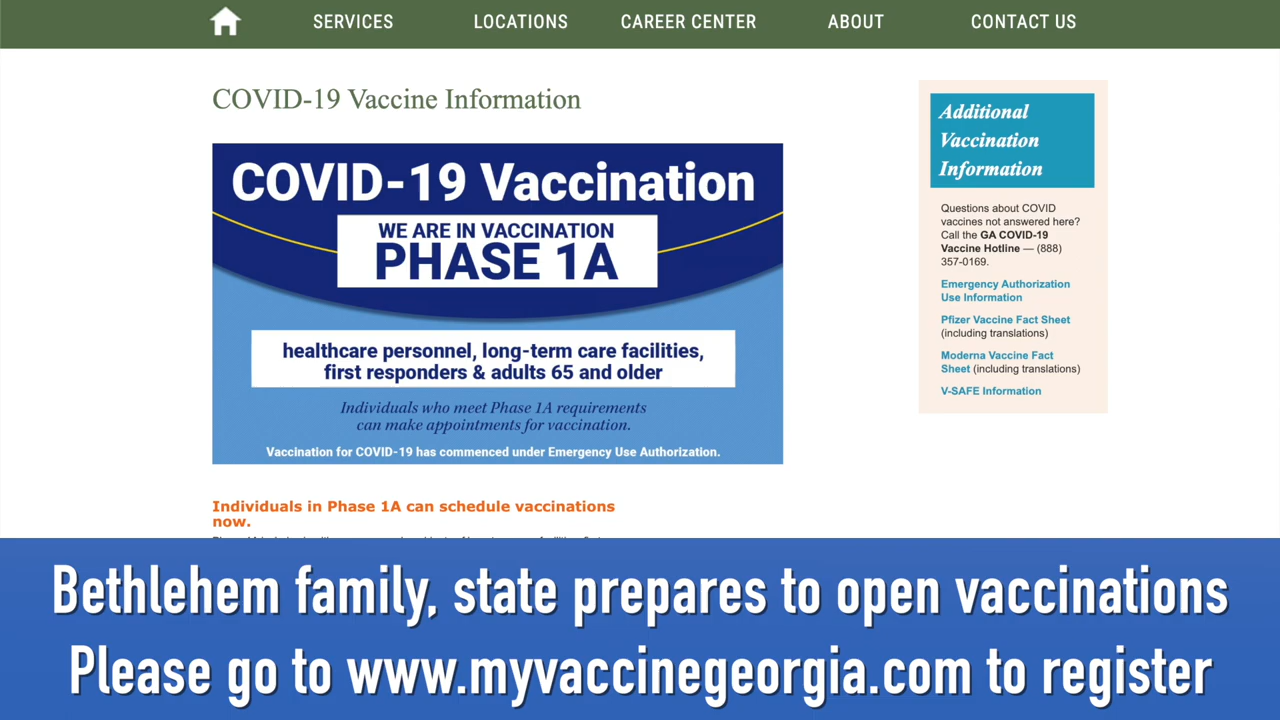 SERVICES LOCATIONS CAREER CENTER ABOUT CONTACT US
COVID-19 Vaccine Information
COVID-19 Vaccination
WE ARE IN VACCINATION
PHASE 1A
healthcare personnel, long-term care facilities,
first responders & adults 65 and older
Individuals who meet Phase 1A requirements
can make appointments for vaccination.
Vaccination for COVID-19 has commenced under Emergency Use Authorization.
Individuals in Phase 1A can schedule vaccinations
now.
Additional
Vaccination
Information
Questions about COVID
vaccines not answered here?
Call the GA COVID-19
Vaccine Hotline — (888)
357-0169.
Emergency Authorization
Use Information
Pfizer Vaccine Fact Sheet
(including translations)
Moderna Vaccine Fact
Sheet (including translations)
V-SAFE Information
Bethlehem family, state prepares to open vaccinations
Please go to www.myvaccinegeorgia.com to register